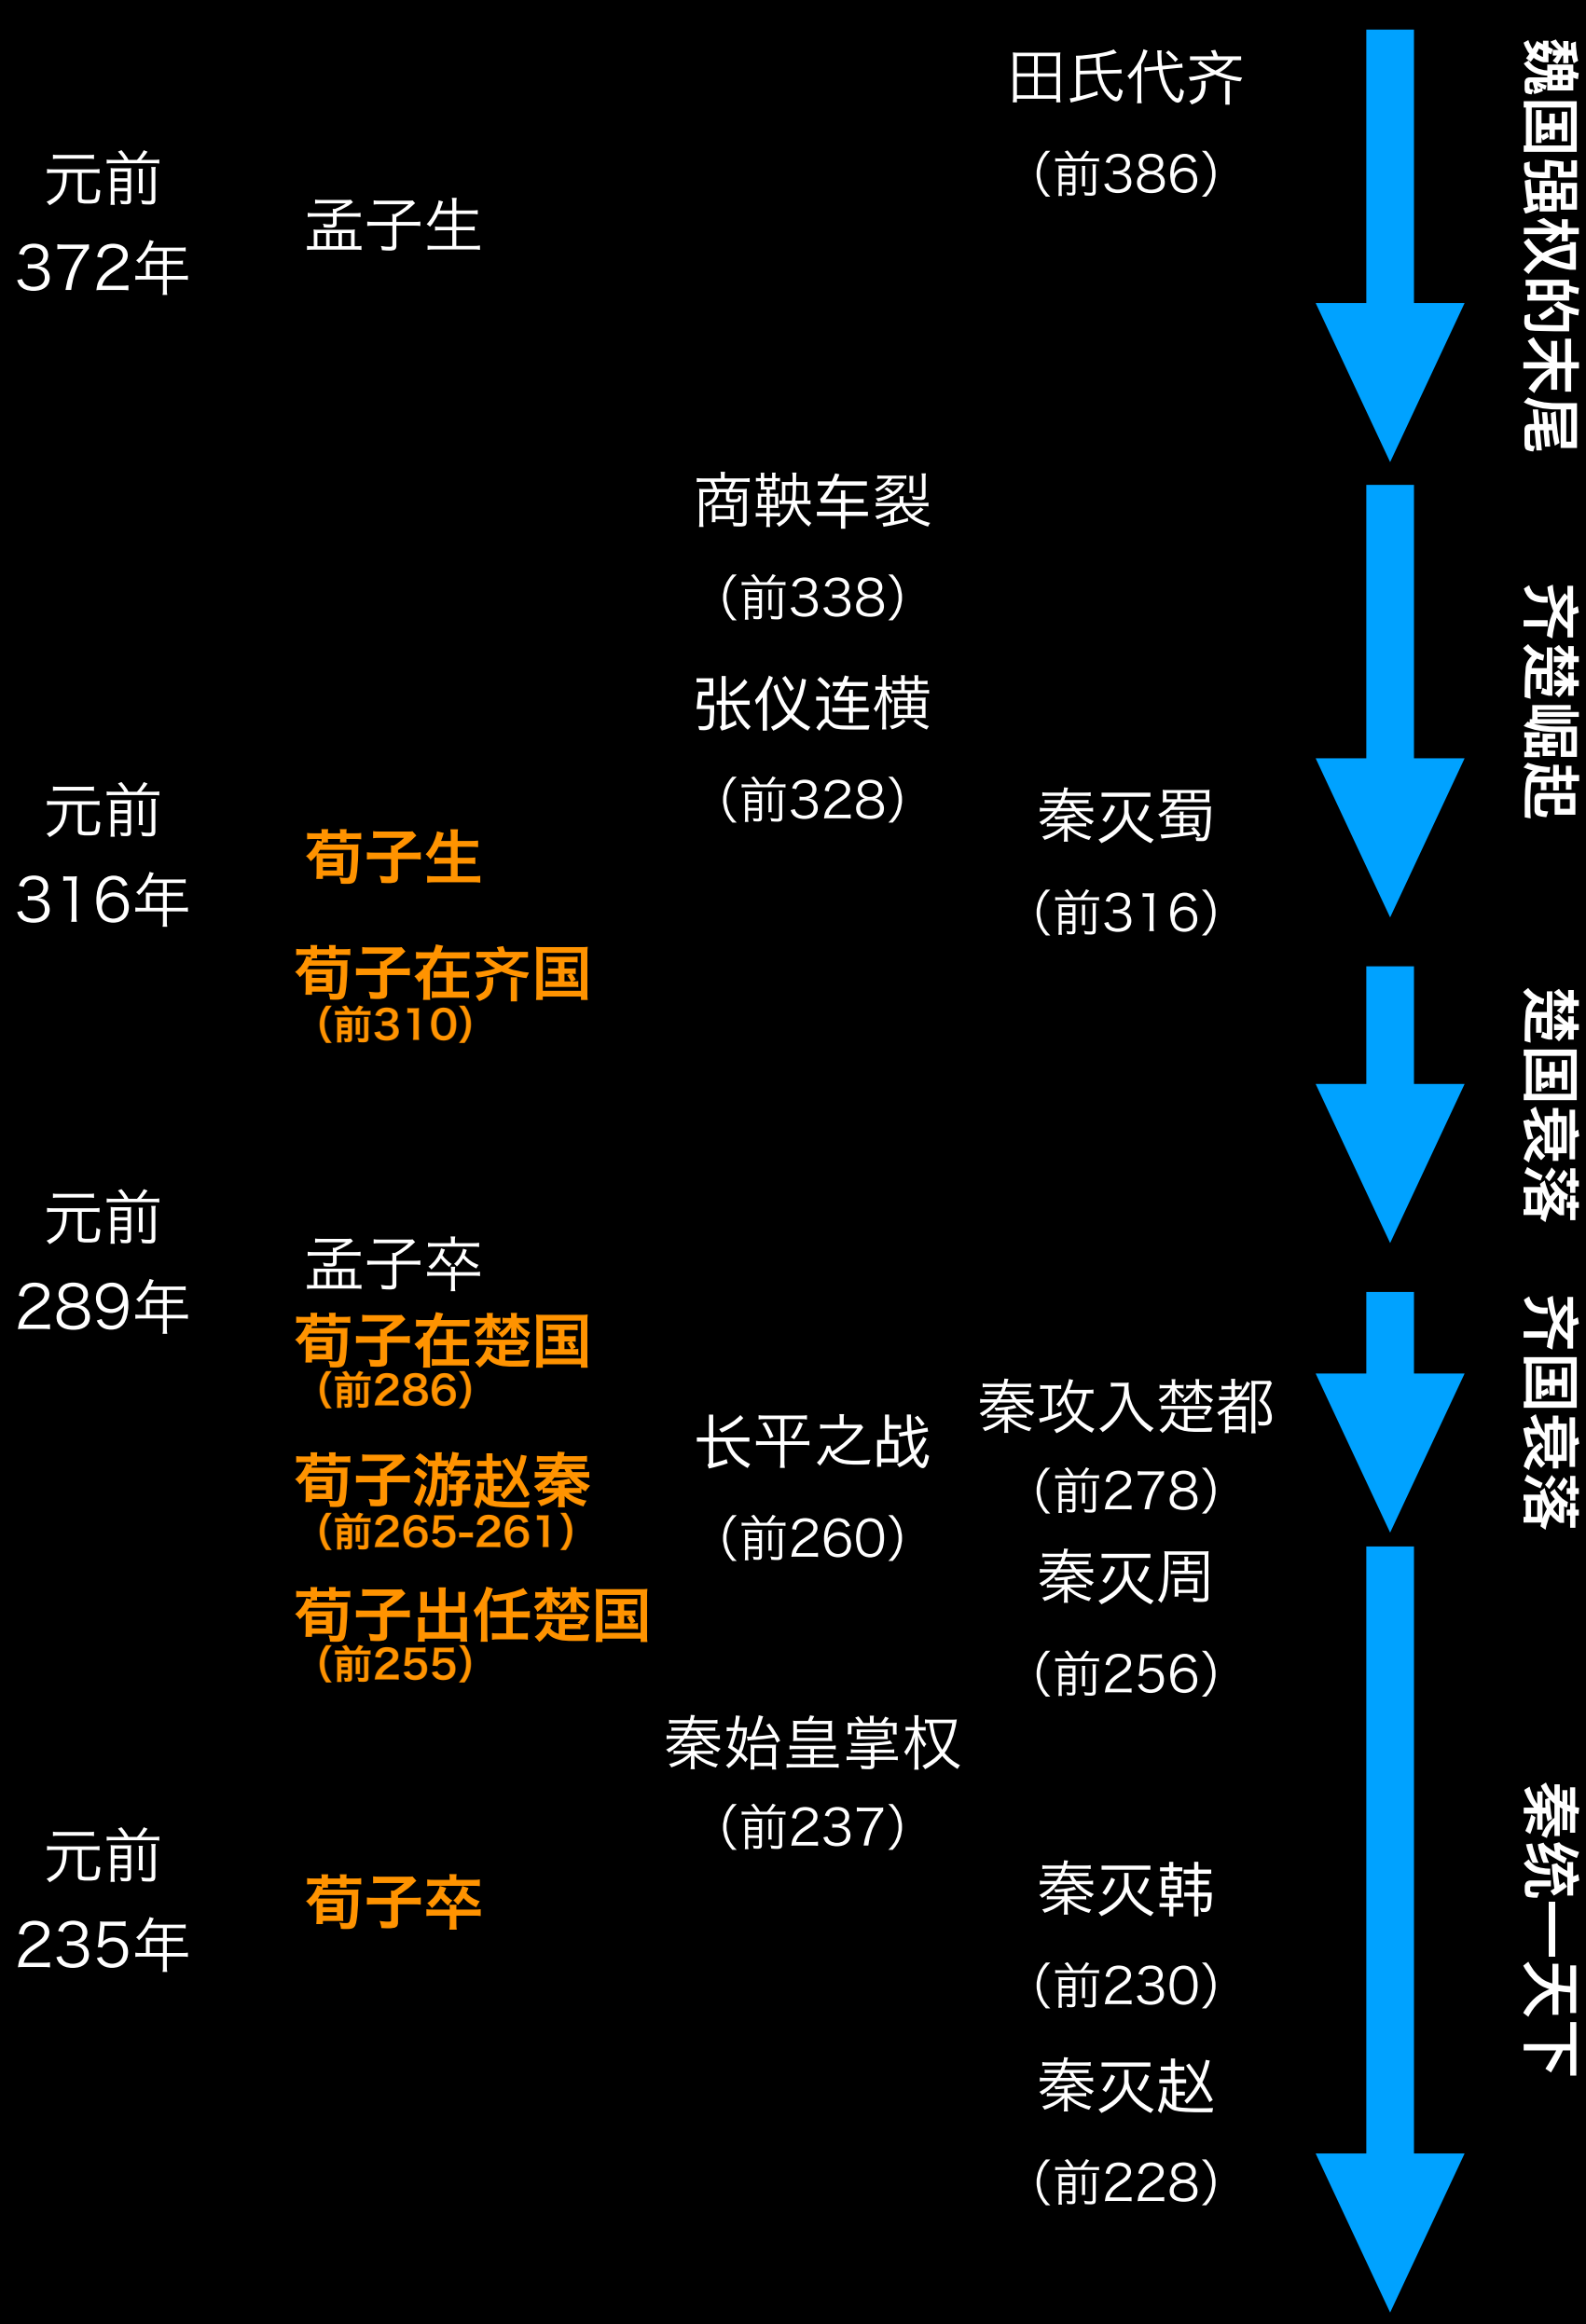 田氏代齐
（前386）
魏国强权的末尾
元前
372年
孟子生
商鞅车裂
（前338）
齐楚崛起
张仪连横
（前328）
元前
316年
荀子生
秦灭蜀
（前316）
荀子在齐国
（前310）
楚国衰落
元前
289年
孟子卒
荀子在楚国
（前286）
齐国衰落
秦攻入楚都
（前278）
长平之战
（前260）
荀子游赵秦
（前265-261）
秦灭周
（前256）
荀子出任楚国
（前255）
秦始皇掌权
（前237）
秦统一天下
元前
235年
荀子卒
秦灭韩
（前230）
秦灭赵
（前228）